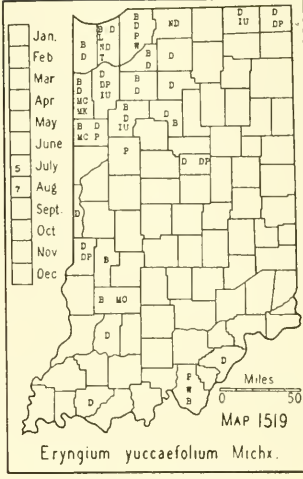 Jan.
Feb
Mar
Apr
May
June
5 July
7 Aug
Sept.
Oct
Nov
Dec
B D
B L D
ND
T
B
D
P
W
ND
D
IU
D
DP
B
D
MC
MK
D
DP
IU
B
D
B
D
D
B D
IU
D
B
B D
MC P
P
D DP
D
D
DP
B
B MO
D
D
P
W
B
D
Miles
0 50
MAP 1519
Eryngium yuccaefolium Michx.